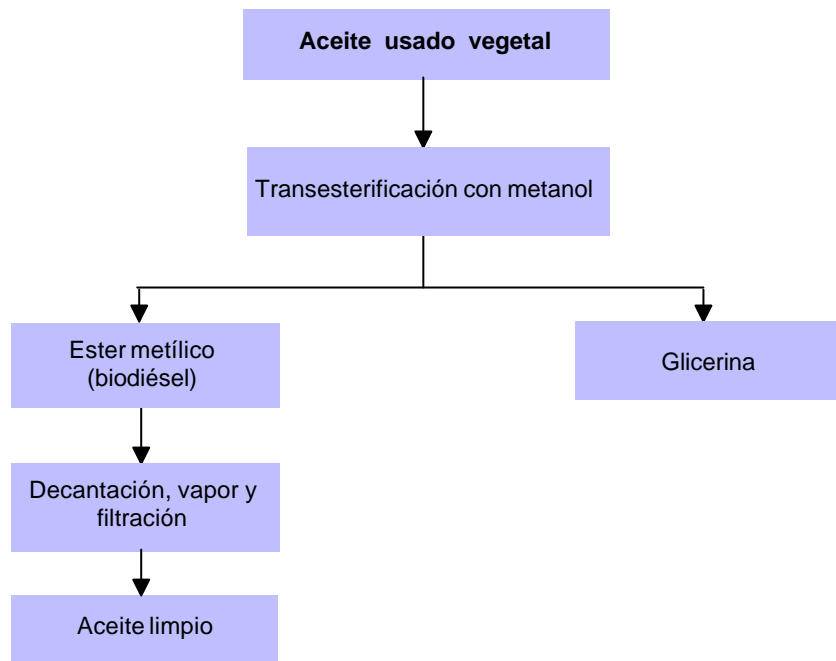 Aceite usado vegetal
Transesterificación con metanol
Ester metílico
(biodiésel)
Glicerina
Decantación, vapor y
filtración
Aceite limpio